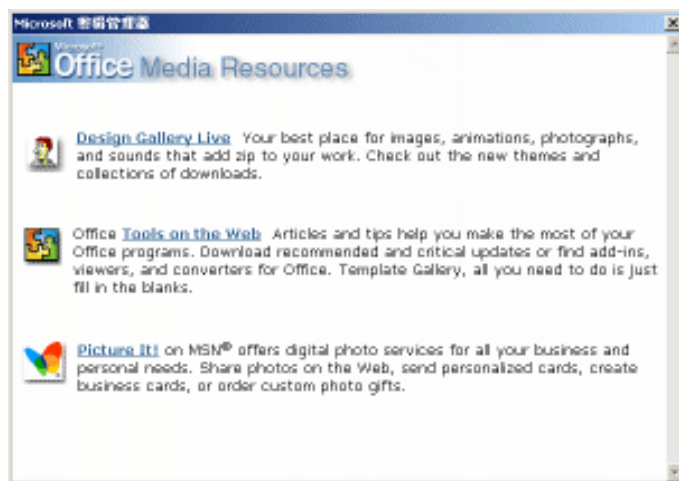 Microsoft 剪輯管理器
Microsoft
Office Media Resources
Design Gallery Live Your best place for images, animations, photographs,
and sounds that add zip to your work. Check out the new themes and
collections of downloads.
Office Tools on the Web Articles and tips help you make the most of your
Office programs. Download recommended and critical updates or find add-ins,
viewers, and converters for Office. Template Gallery, all you need to do is just
fill in the blanks.
Picture It! on MSN® offers digital photo services for all your business and
personal needs. Share photos on the Web, send personalized cards, create
business cards, or order custom photo gifts.